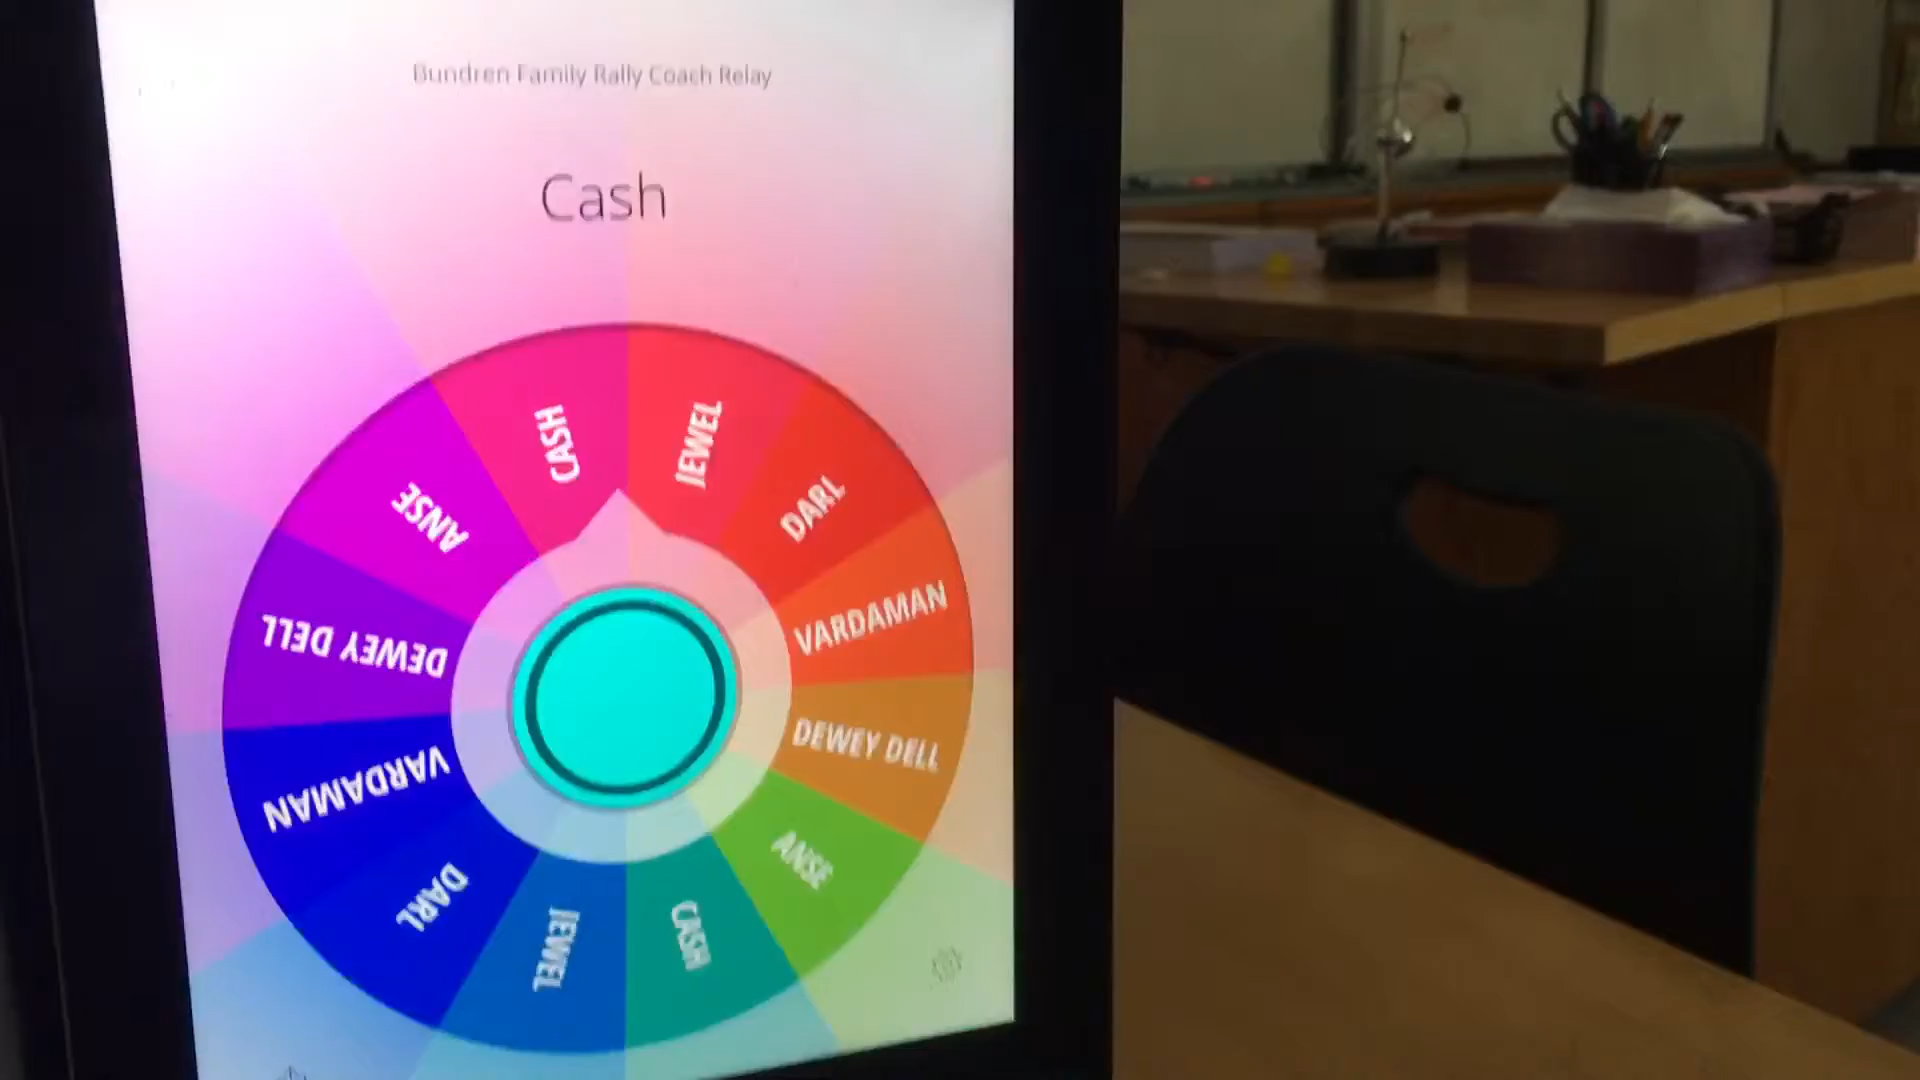 Bundren Family Rally Coach Relay
Cash
CASH
JEWEL
DARL
VARDAMAN
DEWEY DELL
ANSE
CASH
JEWEL
DARL
VARDAMAN
DEWEY DELL
ANSE